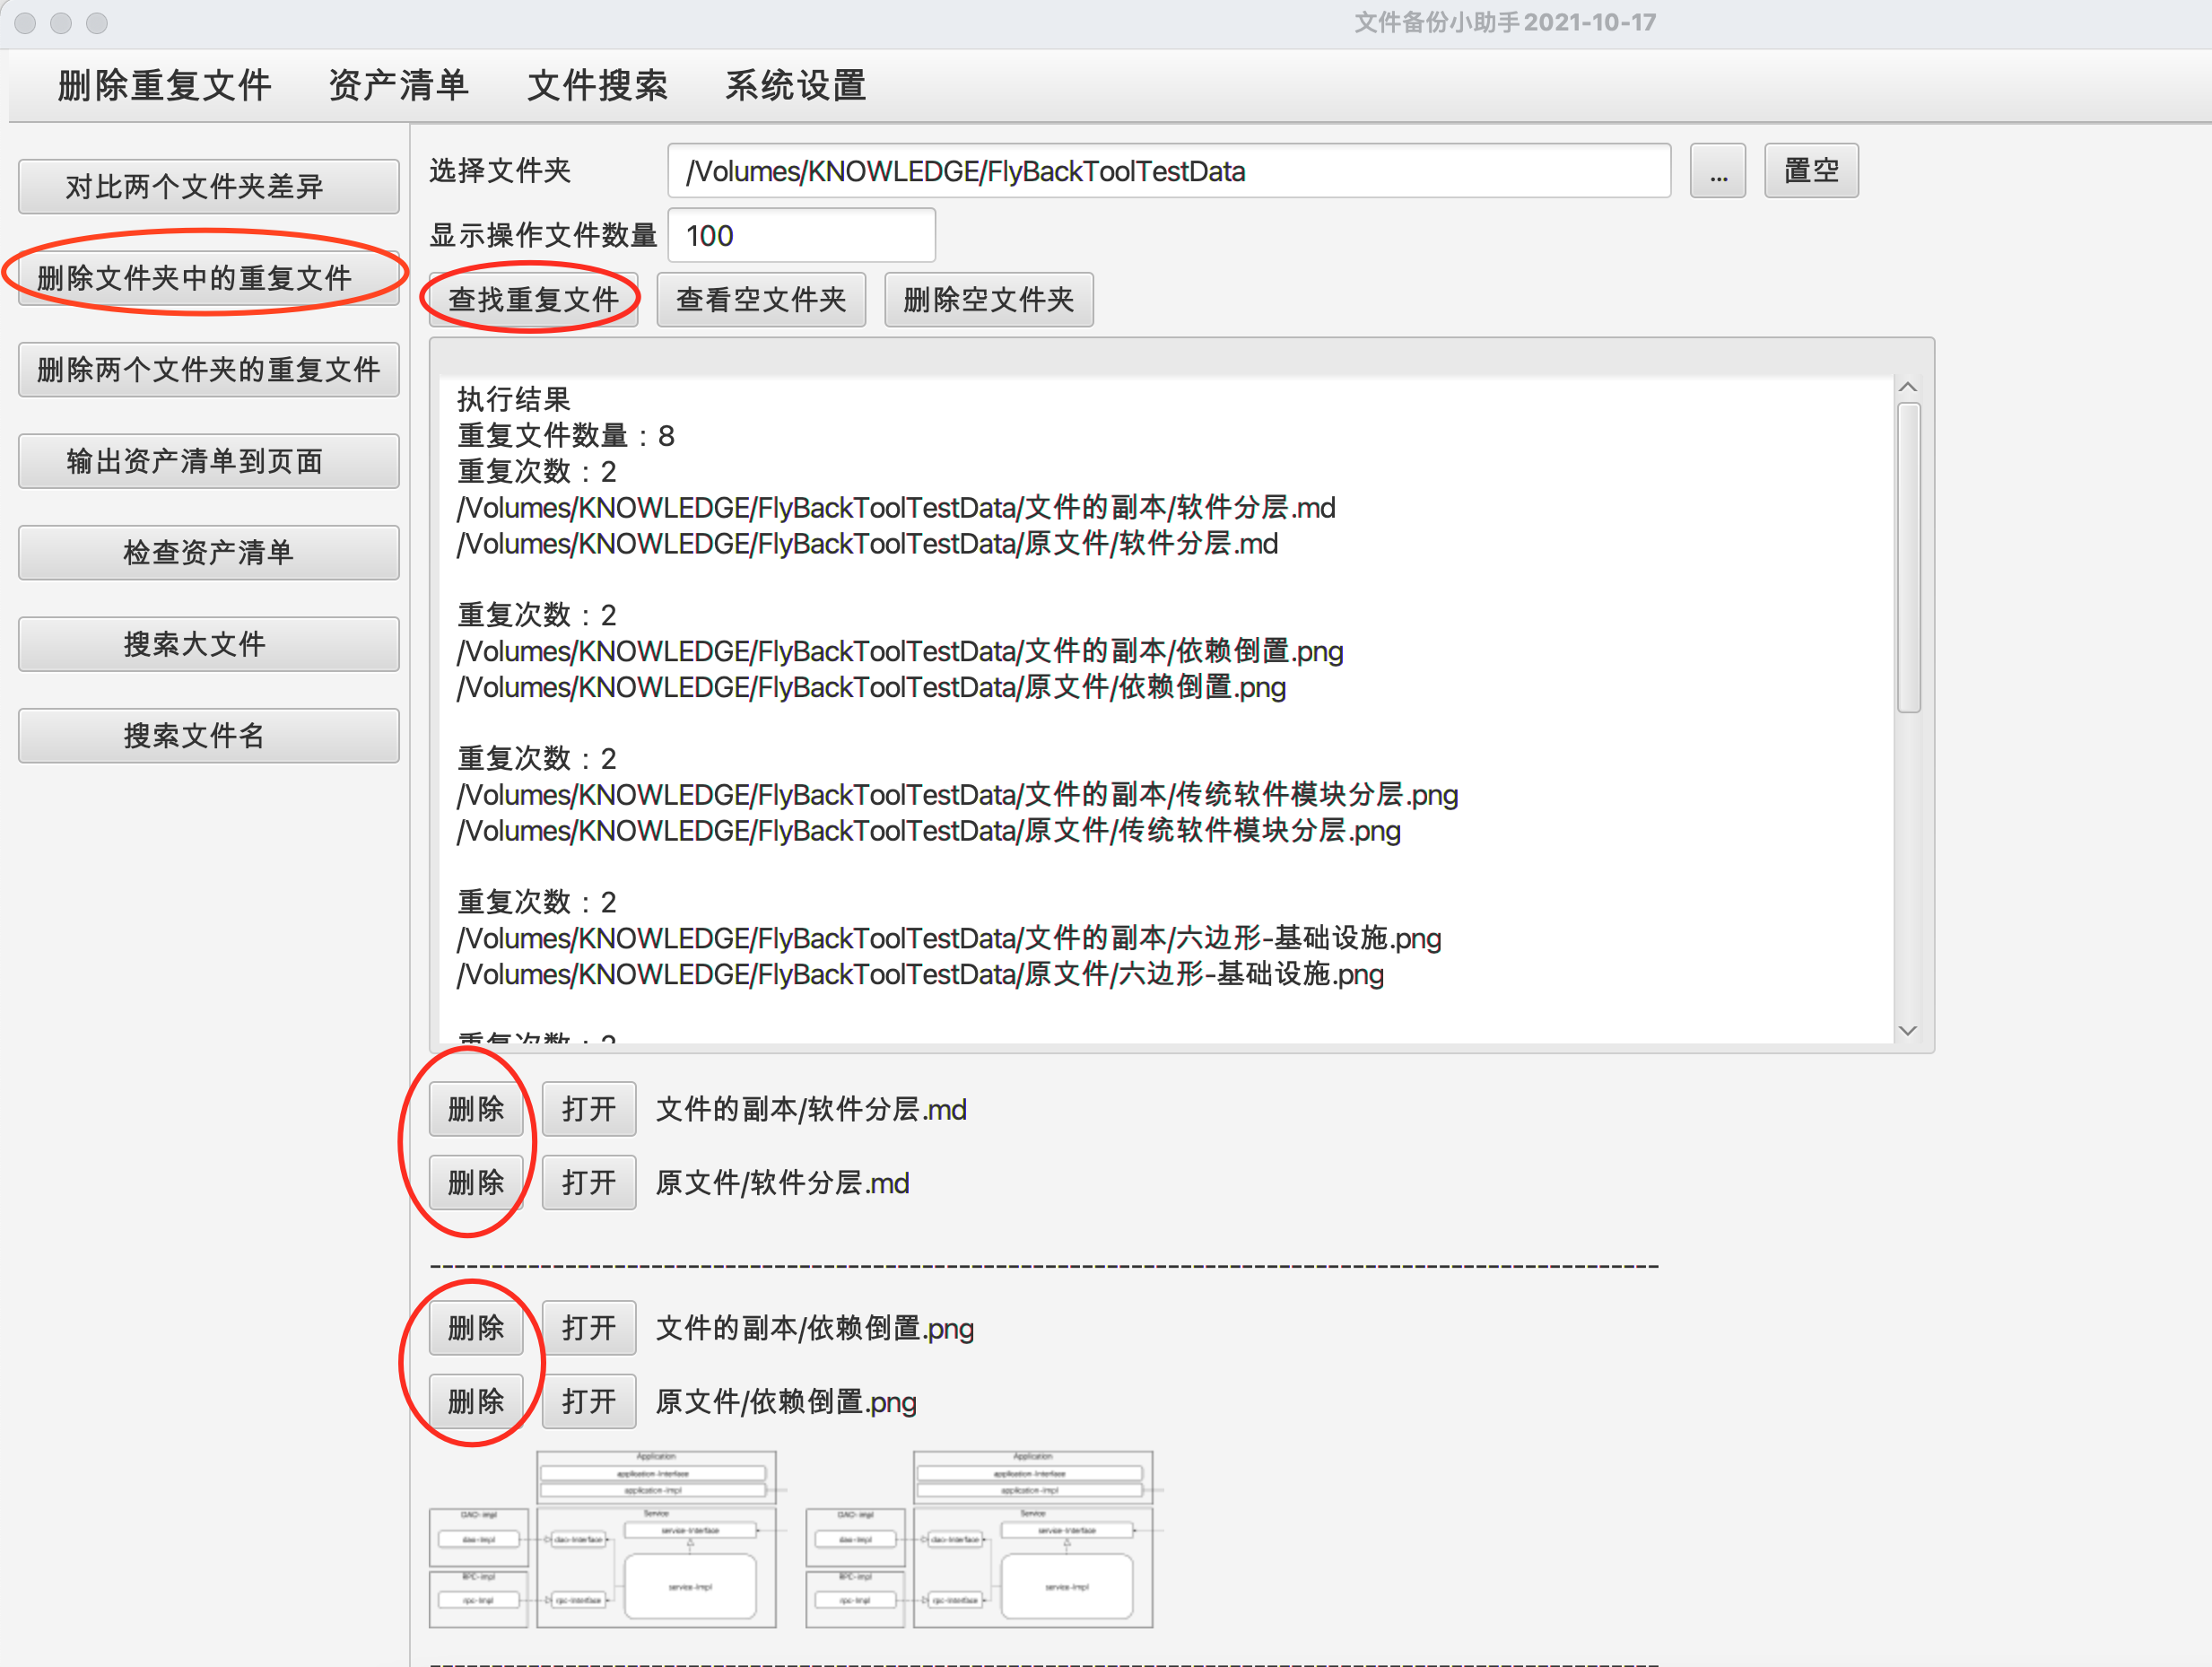 文件备份小助手2021-10-17
删除重复文件 资产清单 文件搜索 系统设置
对比两个文件夹差异
删除文件夹中的重复文件
删除两个文件夹的重复文件
输出资产清单到页面
检查资产清单
搜索大文件
搜索文件名
选择文件夹 /Volumes/KNOWLEDGE/FlyBackToolTestData ... 置空
显示操作文件数量 100
查找重复文件 查看空文件夹 删除空文件夹
执行结果
重复文件数量：8
重复次数：2
/Volumes/KNOWLEDGE/FlyBackToolTestData/文件的副本/软件分层.md
/Volumes/KNOWLEDGE/FlyBackToolTestData/原文件/软件分层.md
重复次数：2
/Volumes/KNOWLEDGE/FlyBackToolTestData/文件的副本/依赖倒置.png
/Volumes/KNOWLEDGE/FlyBackToolTestData/原文件/依赖倒置.png
重复次数：2
/Volumes/KNOWLEDGE/FlyBackToolTestData/文件的副本/传统软件模块分层.png
/Volumes/KNOWLEDGE/FlyBackToolTestData/原文件/传统软件模块分层.png
重复次数：2
/Volumes/KNOWLEDGE/FlyBackToolTestData/文件的副本/六边形-基础设施.png
/Volumes/KNOWLEDGE/FlyBackToolTestData/原文件/六边形-基础设施.png
重复次数：2
删除 打开 文件的副本/软件分层.md
删除 打开 原文件/软件分层.md
删除 打开 文件的副本/依赖倒置.png
删除 打开 原文件/依赖倒置.png
Application Application
application-interface application-interface
application-impl application-impl
DAO-impl Service DAO-impl Service
service-interface service-interface
dao-impl dao-interface dao-impl dao-interface
RPC-impl service-impl RPC-impl service-impl
rpc-impl rpc-interface rpc-impl rpc-interface